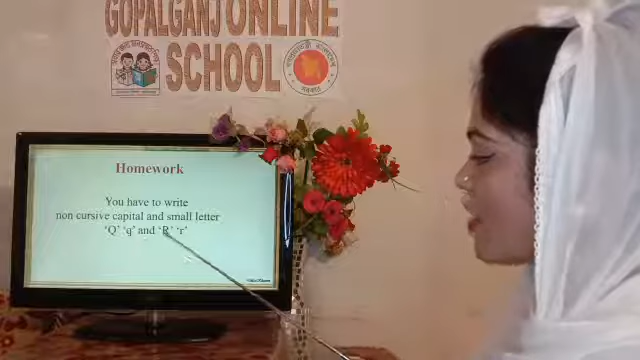 GOPALGANJ ONLINE
SCHOOL
Homework
You have to write
non cursive capital and small letter
‘Q’ ‘q’ and ‘R’ ‘r’